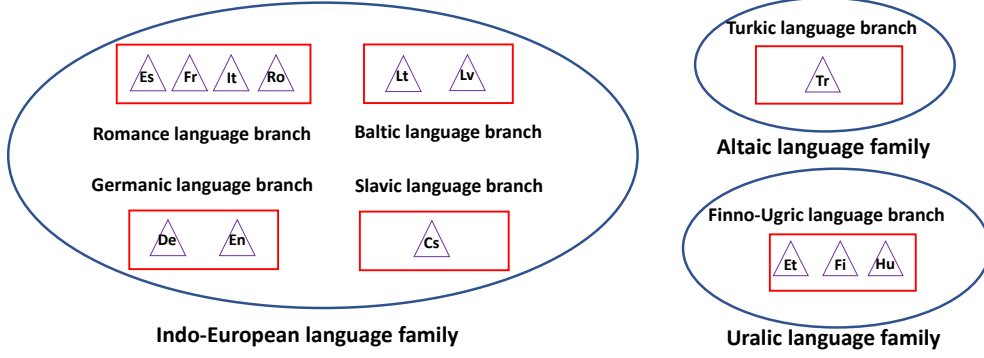 Es Fr It Ro
Romance language branch
Lt Lv
Baltic language branch
Germanic language branch
De En
Slavic language branch
Cs
Indo-European language family
Turkic language branch
Tr
Altaic language family
Finno-Ugric language branch
Et Fi Hu
Uralic language family